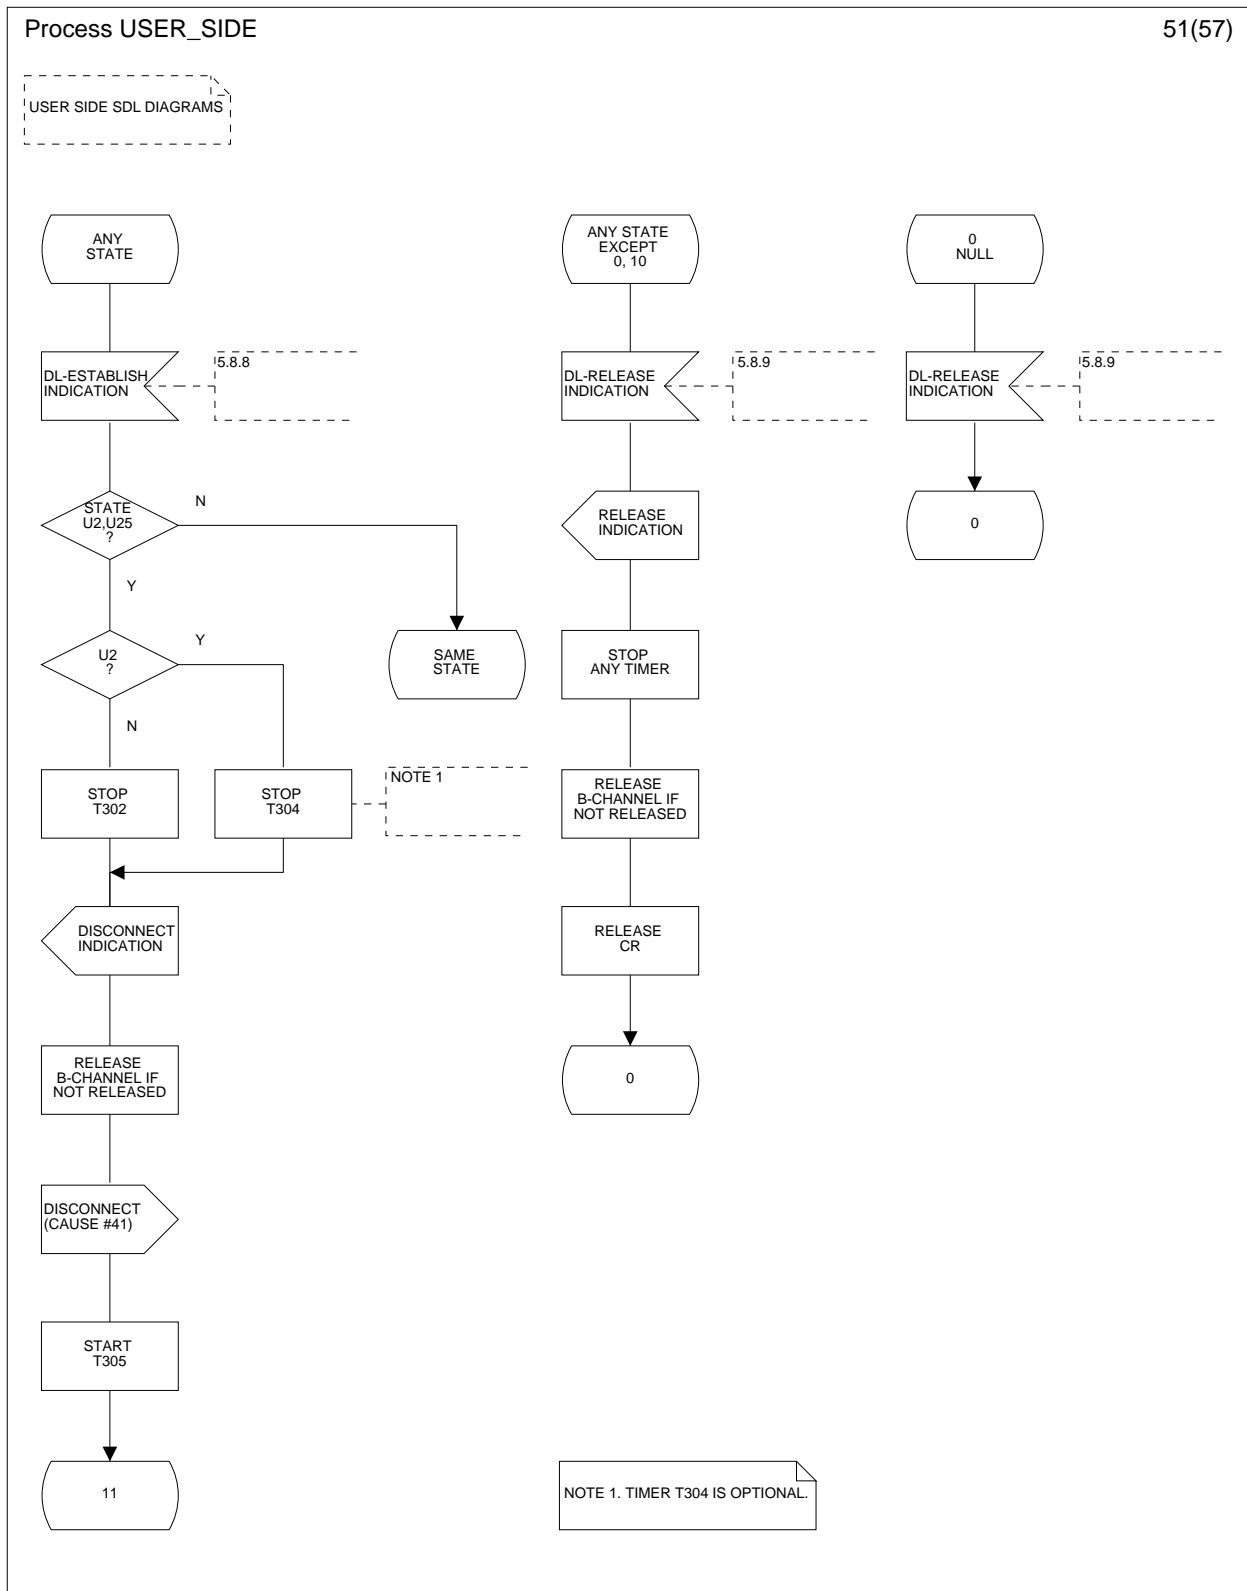 Process USER_SIDE
51(57)
USER SIDE SDL DIAGRAMS
ANY
STATE
DL-ESTABLISH
INDICATION
5.8.8
STATE
U2,U25
?
N
Y
U2
?
Y
N
SAME
STATE
STOP
T302
STOP
T304
NOTE 1
DISCONNECT
INDICATION
RELEASE
B-CHANNEL IF
NOT RELEASED
DISCONNECT
(CAUSE #41)
START
T305
11
ANY STATE
EXCEPT
0, 10
DL-RELEASE
INDICATION
5.8.9
RELEASE
INDICATION
STOP
ANY TIMER
RELEASE
B-CHANNEL IF
NOT RELEASED
RELEASE
CR
0
0
NULL
DL-RELEASE
INDICATION
5.8.9
0
NOTE 1. TIMER T304 IS OPTIONAL.